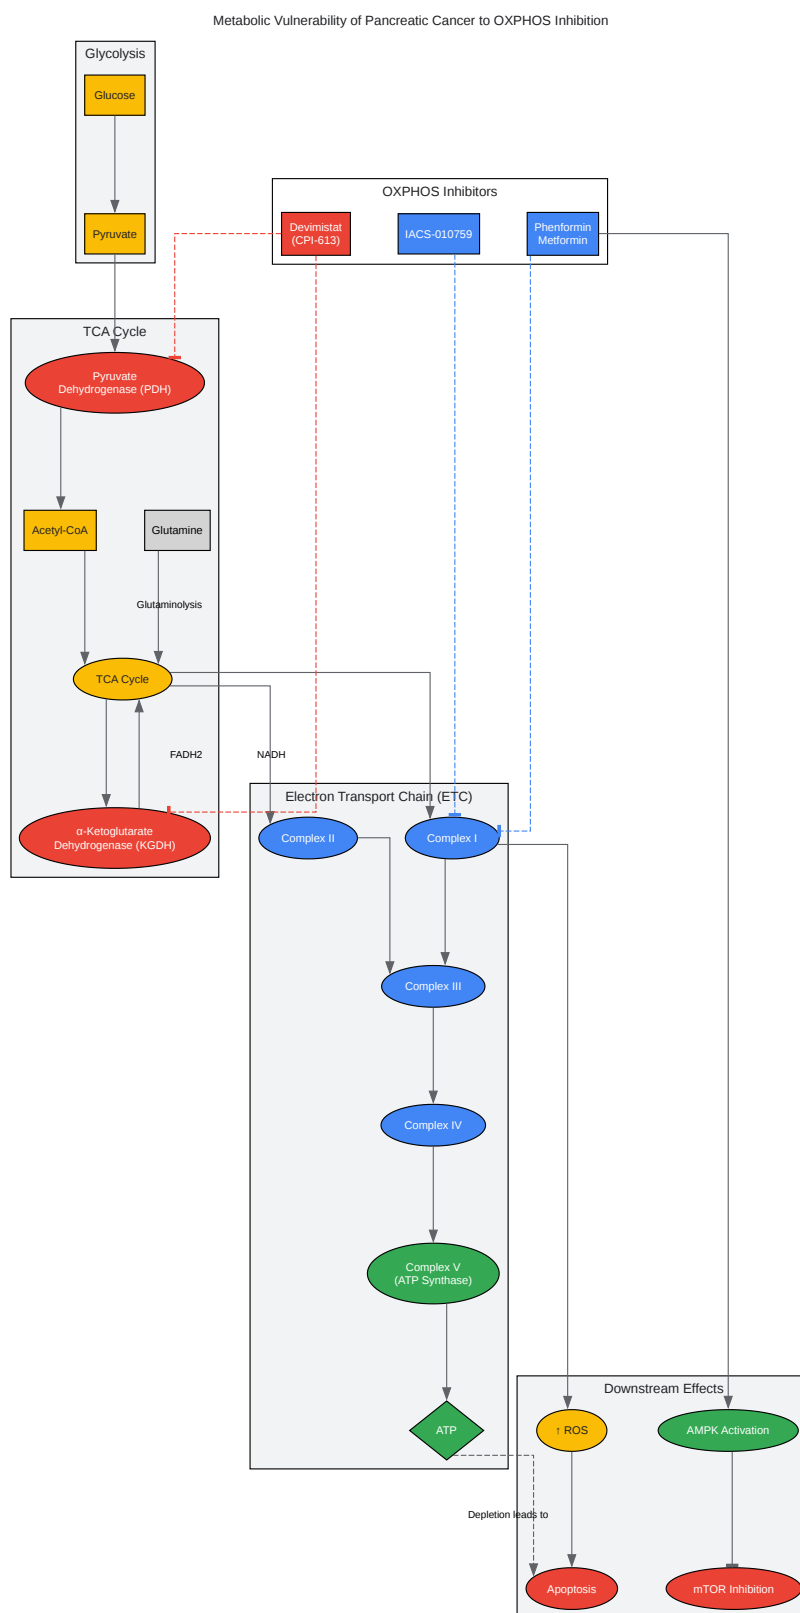 Metabolic Vulnerability of Pancreatic Cancer to OXPHOS Inhibition
Glycolysis
Glucose
Pyruvate
OXPHOS Inhibitors
Devimistat
(CPI-613)
IACS-010759
Phenformin
Metformin
TCA Cycle
Pyruvate
Dehydrogenase (PDH)
Acetyl-CoA
Glutamine
Glutaminolysis
TCA Cycle
FADH2
NADH
α-Ketoglutarate
Dehydrogenase (KGDH)
Electron Transport Chain (ETC)
Complex II
Complex I
Complex III
Complex IV
Complex V
(ATP Synthase)
ATP
Downstream Effects
↑ ROS
AMPK Activation
Depletion leads to
Apoptosis
mTOR Inhibition